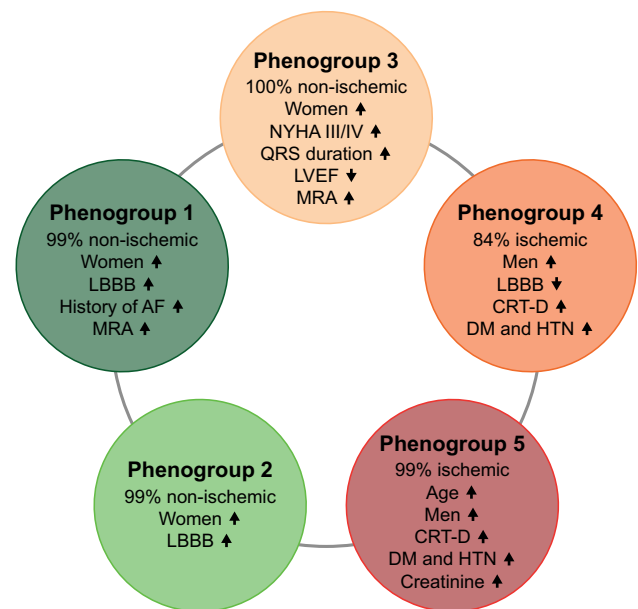 Phenogroup 3
100% non-ischemic
Women ↑
NYHA III/IV ↑
QRS duration ↑
LVEF ↓
MRA ↑
Phenogroup 1
99% non-ischemic
Women ↑
LBBB ↑
History of AF ↑
MRA ↑
Phenogroup 4
84% ischemic
Men ↑
LBBB ↓
CRT-D ↑
DM and HTN ↑
Phenogroup 2
99% non-ischemic
Women ↑
LBBB ↑
Phenogroup 5
99% ischemic
Age ↑
Men ↑
CRT-D ↑
DM and HTN ↑
Creatinine ↑